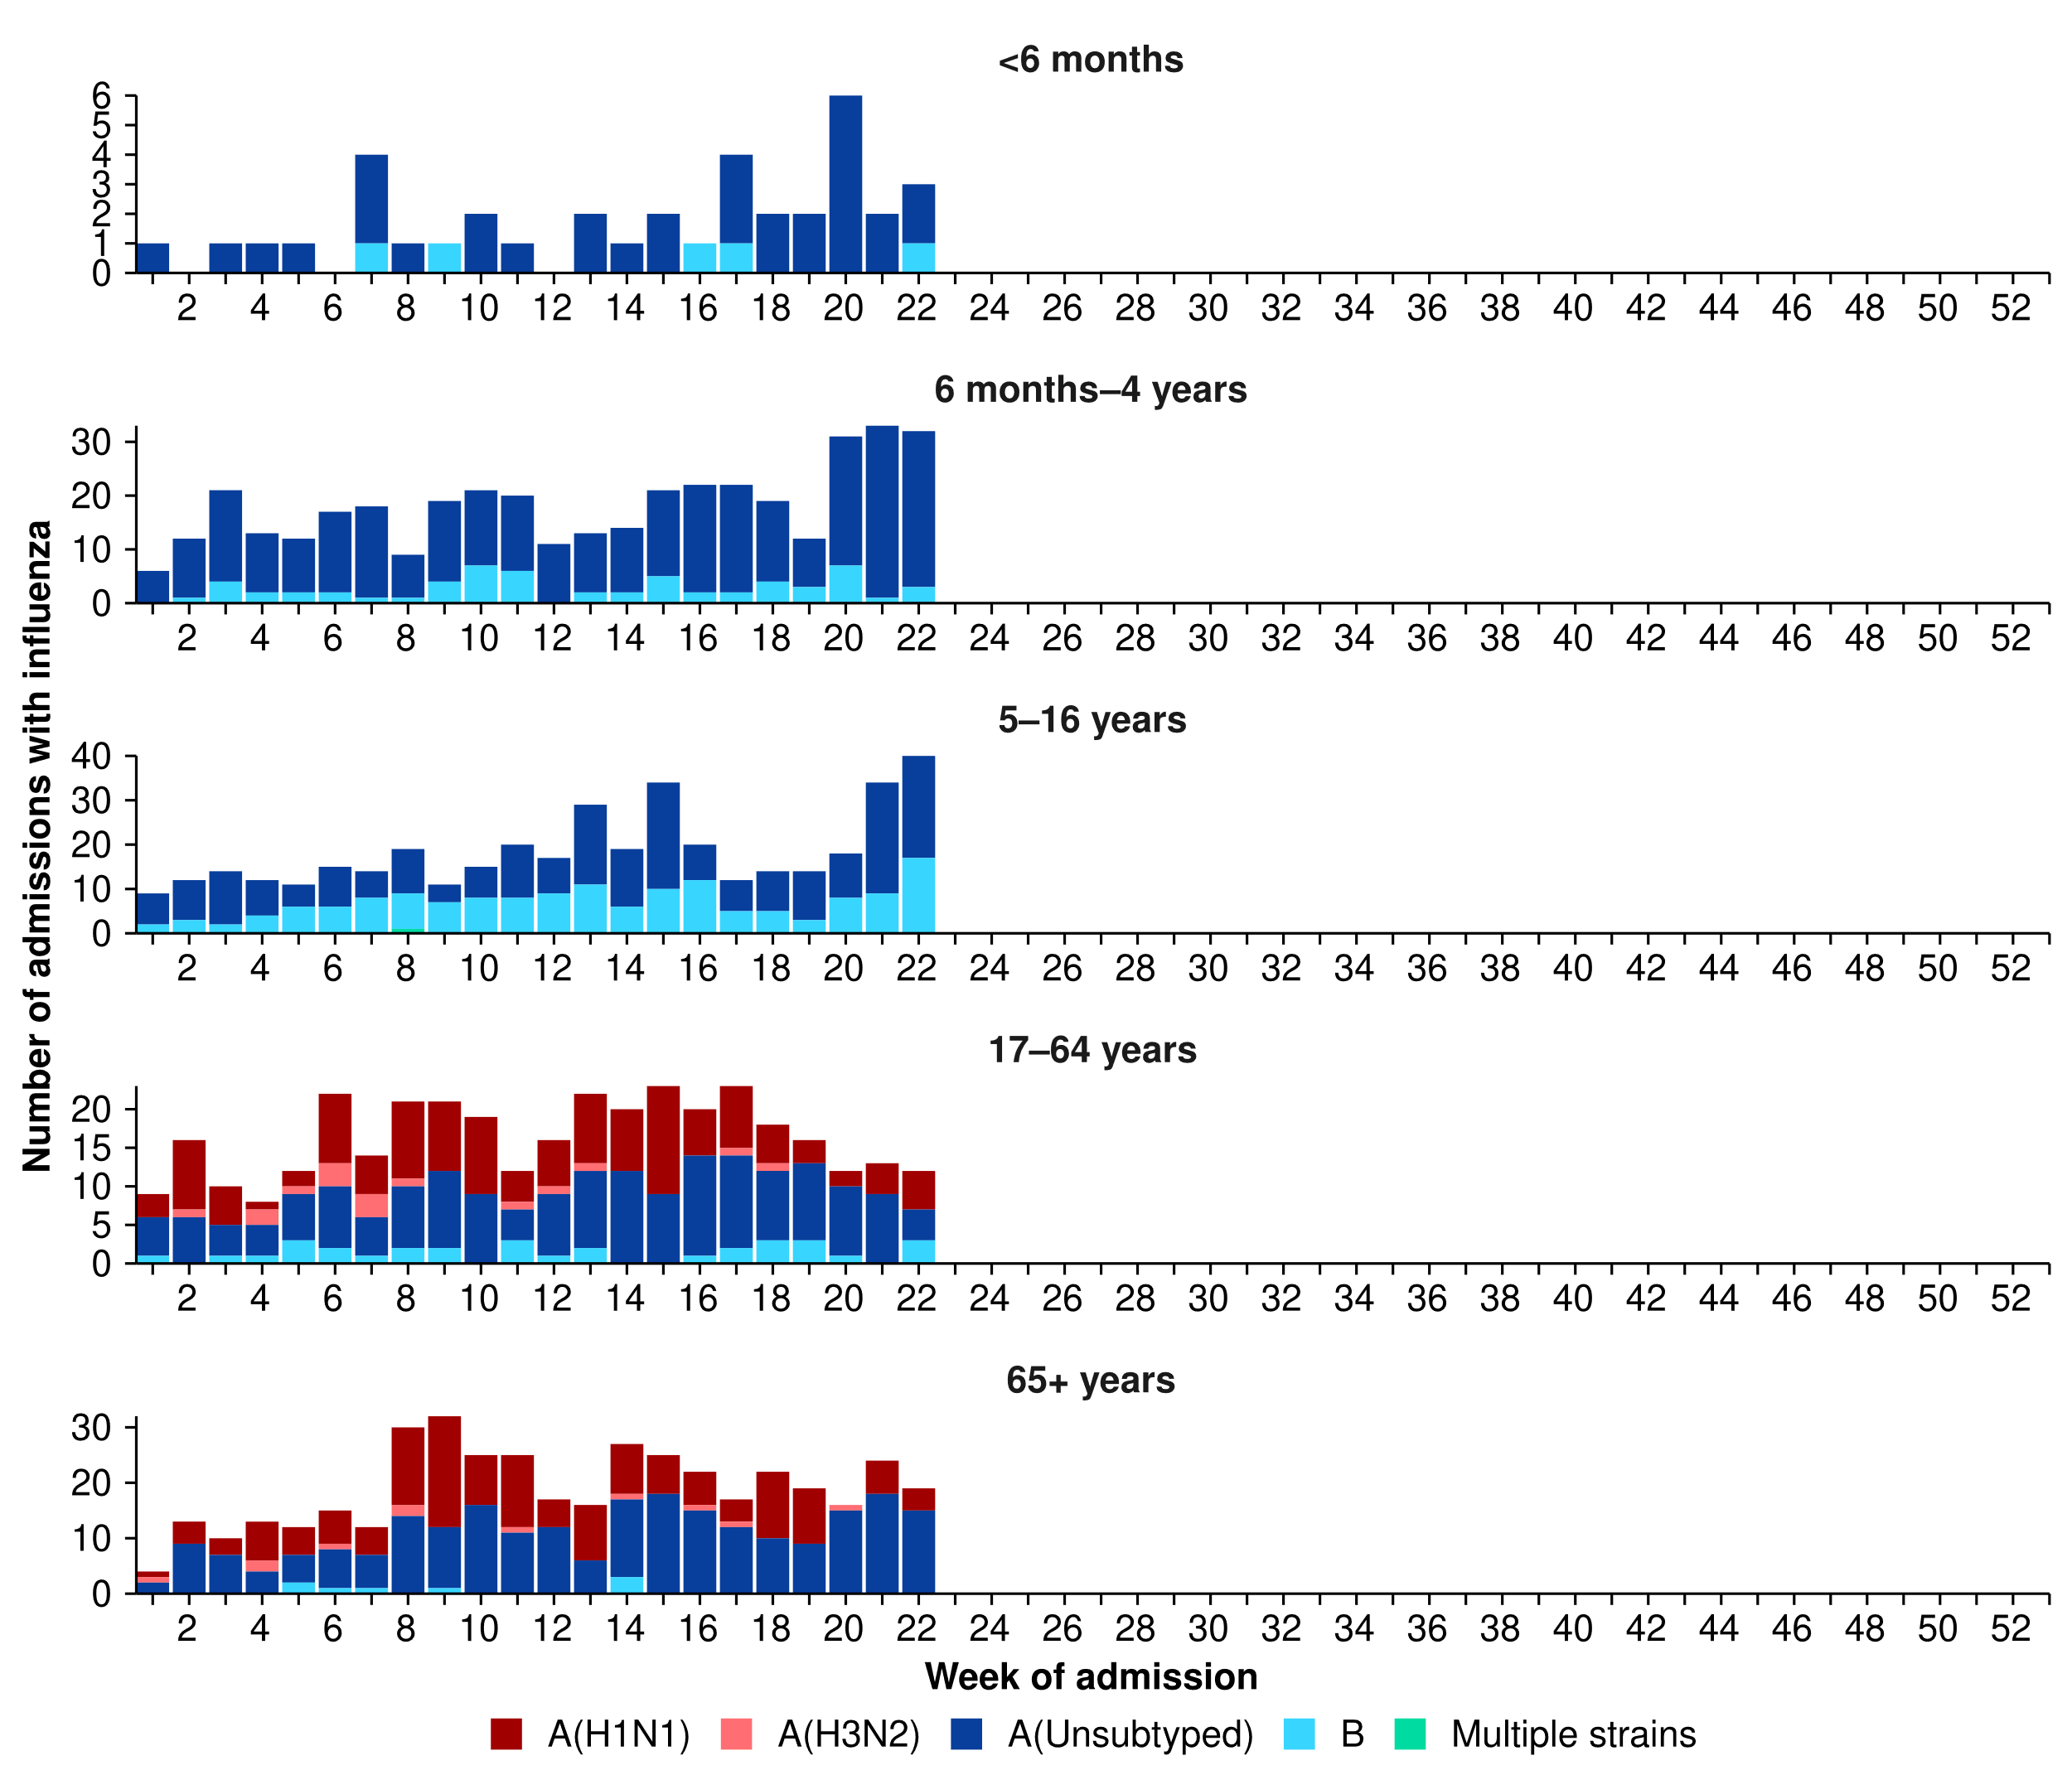 <6 months
6
5
4
3
2
1
0
2 4 6 8 10 12 14 16 18 20 22 24 26 28 30 32 34 36 38 40 42 44 46 48 50 52
6 months–4 years
30
20
10
0
2 4 6 8 10 12 14 16 18 20 22 24 26 28 30 32 34 36 38 40 42 44 46 48 50 52
Number of admissions with influenza
5–16 years
40
30
20
10
0
2 4 6 8 10 12 14 16 18 20 22 24 26 28 30 32 34 36 38 40 42 44 46 48 50 52
17–64 years
20
15
10
5
0
2 4 6 8 10 12 14 16 18 20 22 24 26 28 30 32 34 36 38 40 42 44 46 48 50 52
65+ years
30
20
10
0
2 4 6 8 10 12 14 16 18 20 22 24 26 28 30 32 34 36 38 40 42 44 46 48 50 52
Week of admission
A(H1N1) A(H3N2) A(Unsubtyped) B Multiple strains